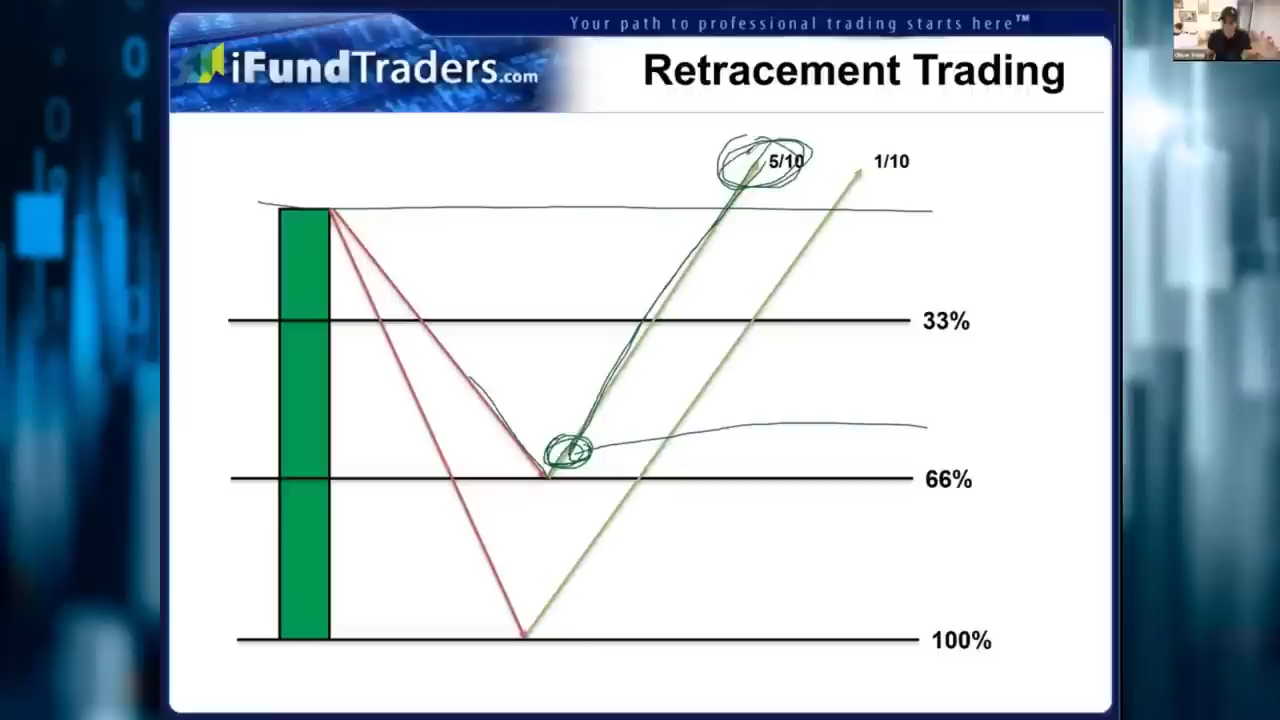 Your path to professional trading starts here™
iFundTraders.com
Retracement Trading
5/10
1/10
33%
66%
100%